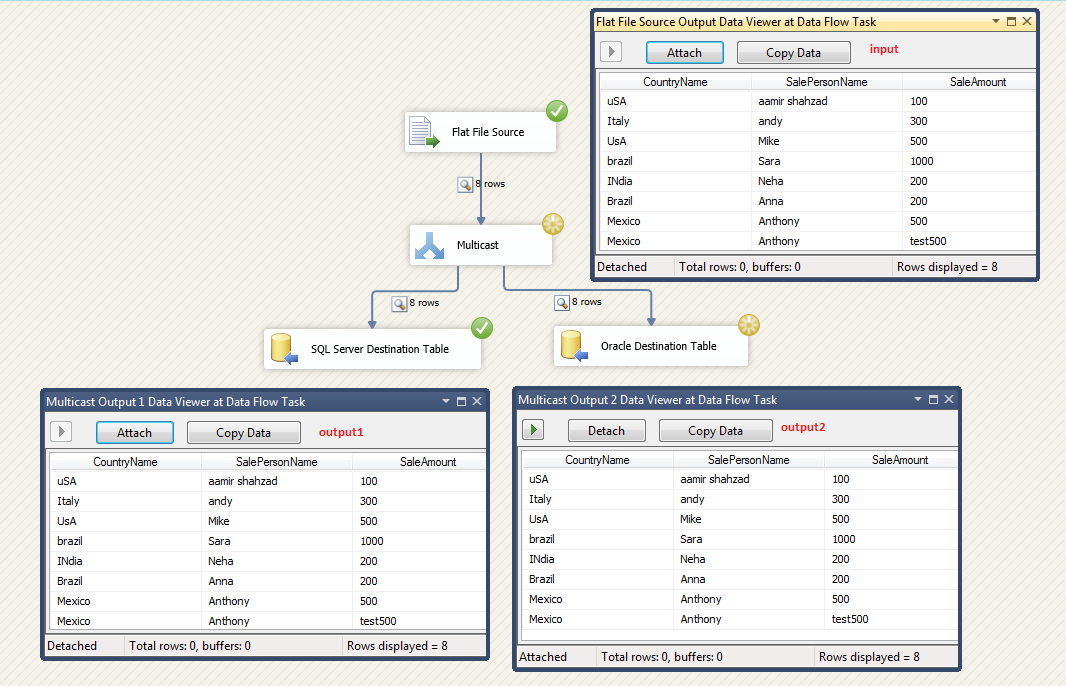 Flat File Source Output Data Viewer at Data Flow Task
Attach Copy Data input
CountryName SalePersonName SaleAmount
uSA aamir shahzad 100
Italy andy 300
UsA Mike 500
brazil Sara 1000
INdia Neha 200
Brazil Anna 200
Mexico Anthony 500
Mexico Anthony test500
Detached Total rows: 0, buffers: 0 Rows displayed = 8
Flat File Source
8 rows
Multicast
8 rows
8 rows
SQL Server Destination Table
Oracle Destination Table
Multicast Output 1 Data Viewer at Data Flow Task
Attach Copy Data output1
CountryName SalePersonName SaleAmount
uSA aamir shahzad 100
Italy andy 300
UsA Mike 500
brazil Sara 1000
INdia Neha 200
Brazil Anna 200
Mexico Anthony 500
Mexico Anthony test500
Detached Total rows: 0, buffers: 0 Rows displayed = 8
Multicast Output 2 Data Viewer at Data Flow Task
Detach Copy Data output2
CountryName SalePersonName SaleAmount
uSA aamir shahzad 100
Italy andy 300
UsA Mike 500
brazil Sara 1000
INdia Neha 200
Brazil Anna 200
Mexico Anthony 500
Mexico Anthony test500
Attached Total rows: 0, buffers: 0 Rows displayed = 8